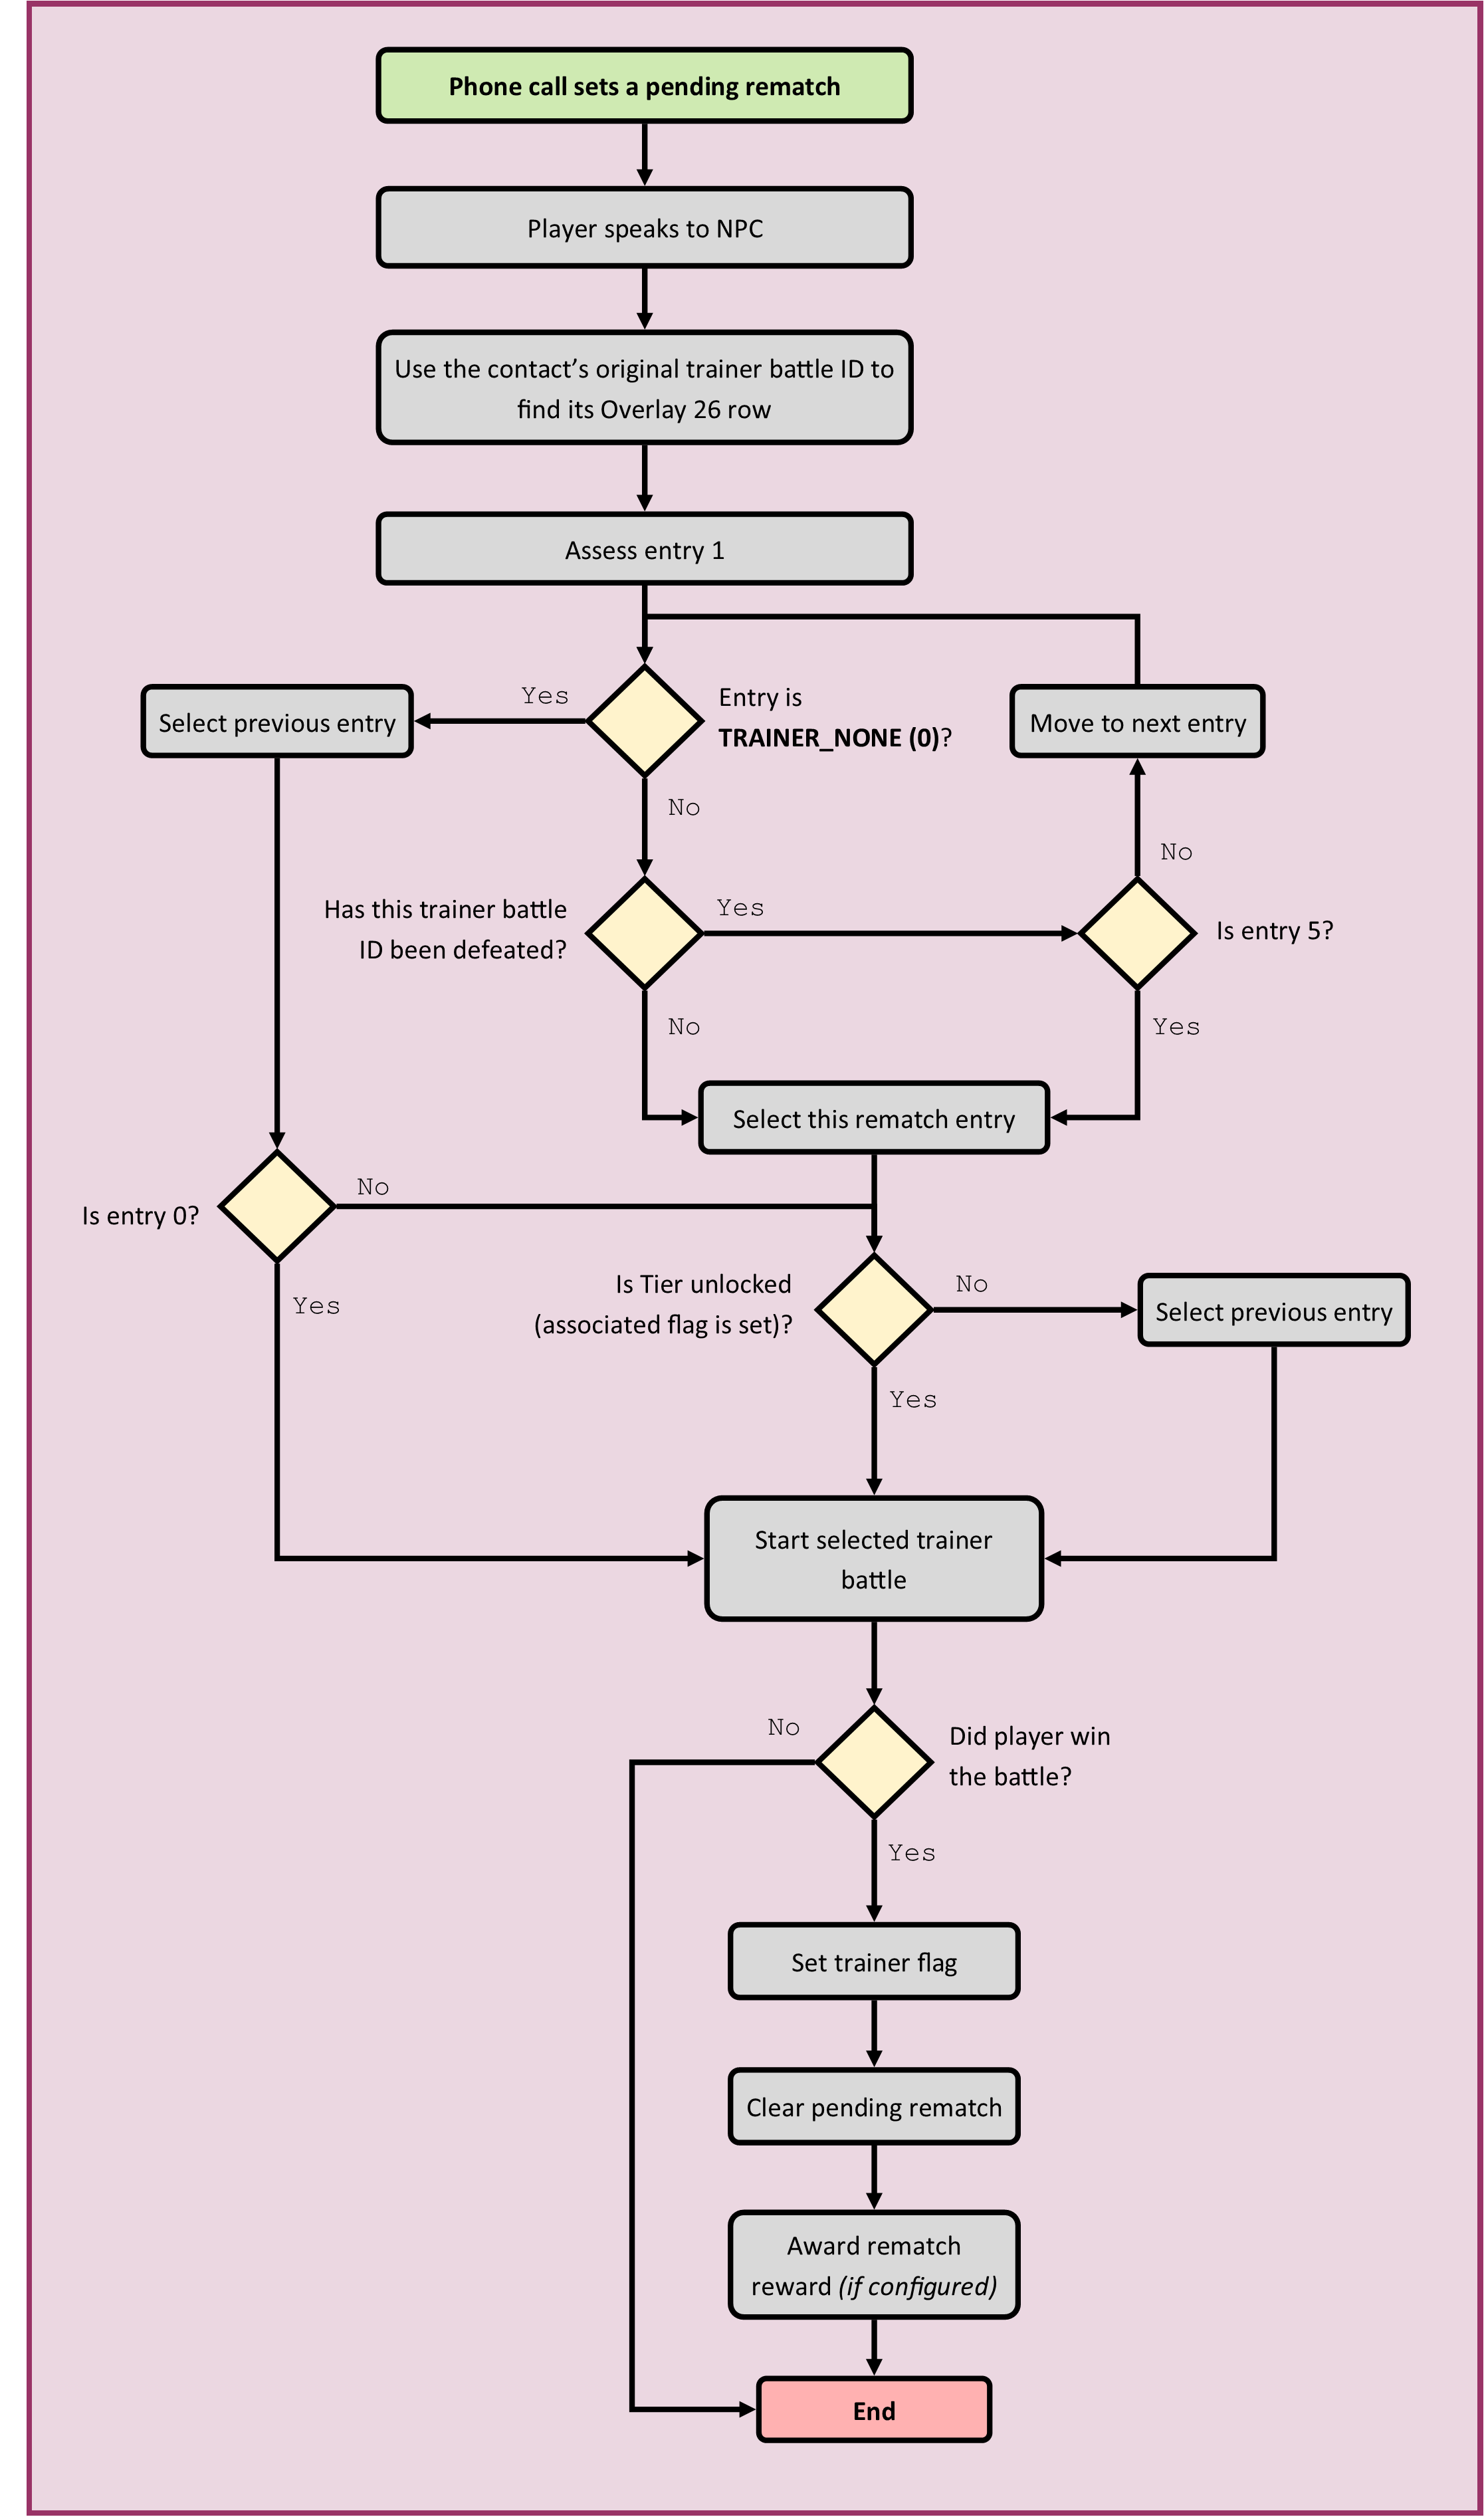 Phone call sets a pending rematch
Player speaks to NPC
Use the contact’s original trainer battle ID to
find its Overlay 26 row
Assess entry 1
Yes
Entry is
TRAINER_NONE (0)?
Select previous entry
Move to next entry
No
No
Has this trainer battle
ID been defeated?
Yes
Is entry 5?
No
Yes
Select this rematch entry
No
Is entry 0?
Yes
Is Tier unlocked
(associated flag is set)?
No
Select previous entry
Yes
Start selected trainer
battle
No
Did player win
the battle?
Yes
Set trainer flag
Clear pending rematch
Award rematch
reward (if configured)
End